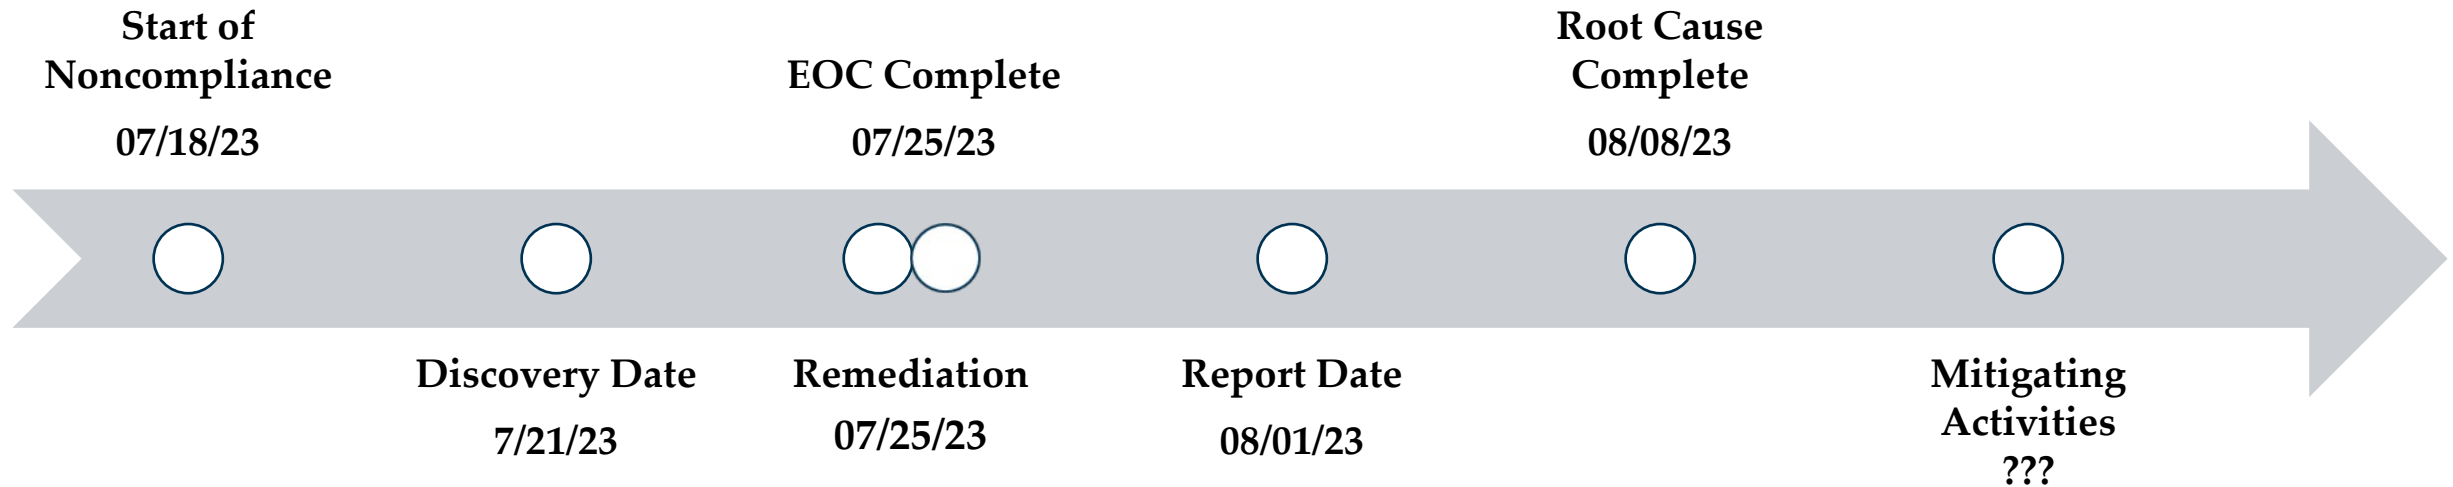 Start of
Noncompliance
07/18/23
EOC Complete
07/25/23
Root Cause
Complete
08/08/23
Discovery Date
7/21/23
Remediation
07/25/23
Report Date
08/01/23
Mitigating
Activities
???